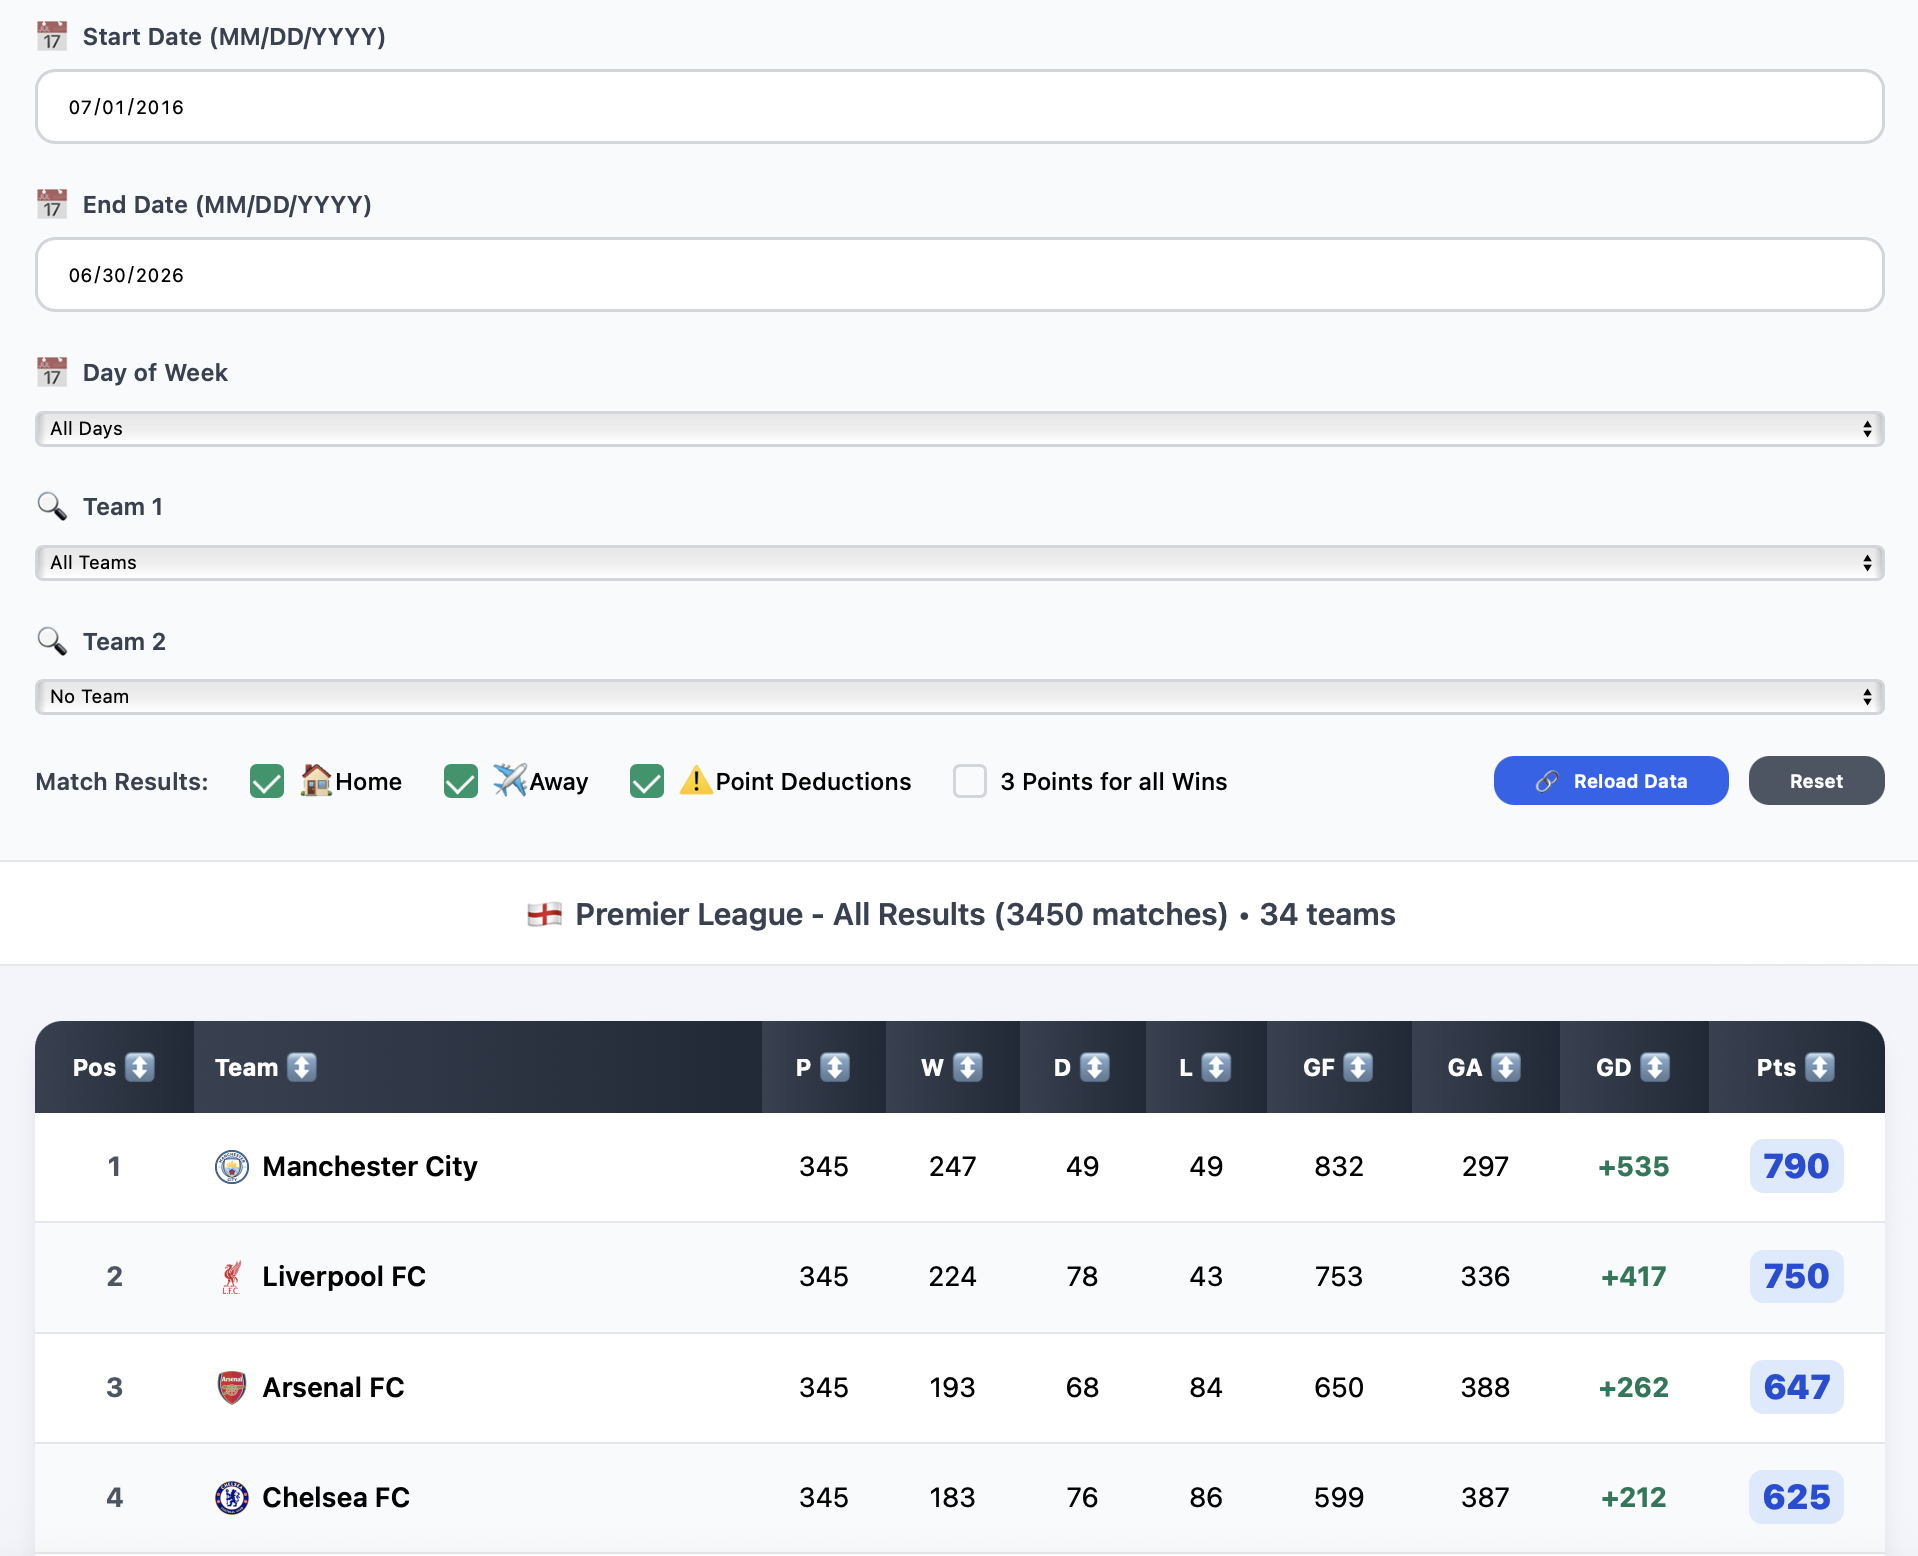 Start Date (MM/DD/YYYY)
07/01/2016
End Date (MM/DD/YYYY)
06/30/2026
Day of Week
All Days
Team 1
All Teams
Team 2
No Team
Match Results: Home Away Point Deductions 3 Points for all Wins Reload Data Reset
Premier League - All Results (3450 matches) • 34 teams
Pos Team P W D L GF GA GD Pts
1 Manchester City 345 247 49 49 832 297 +535 790
2 Liverpool FC 345 224 78 43 753 336 +417 750
3 Arsenal FC 345 193 68 84 650 388 +262 647
4 Chelsea FC 345 183 76 86 599 387 +212 625